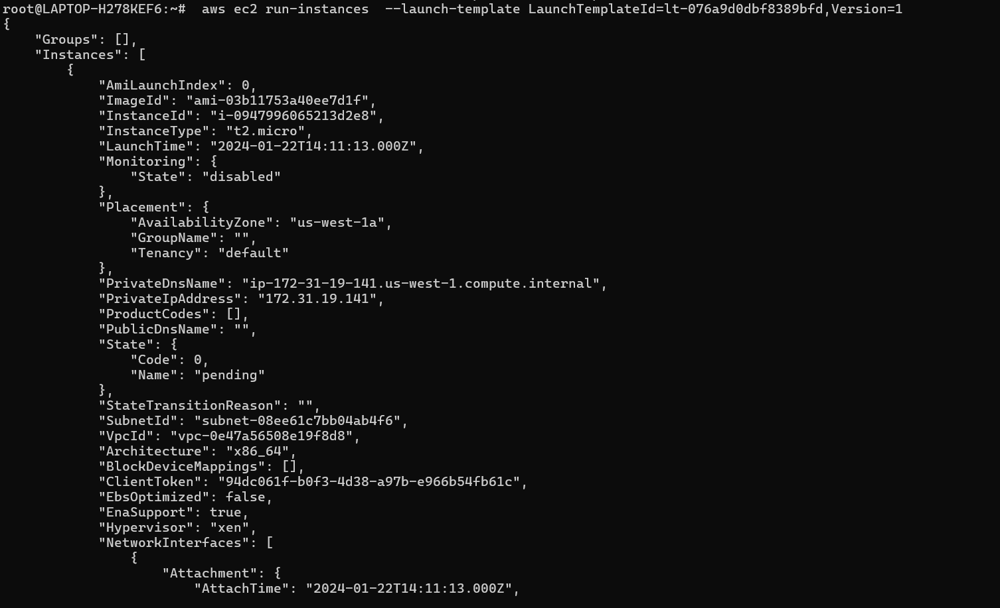 root@LAPTOP-H278KEF6:~#  aws ec2 run-instances  --launch-template LaunchTemplateId=lt-076a9d0dbf8389bfd,Version=1
{
    "Groups": [],
    "Instances": [
        {
            "AmiLaunchIndex": 0,
            "ImageId": "ami-03b11753a40ee7d1f",
            "InstanceId": "i-0947996065213d2e8",
            "InstanceType": "t2.micro",
            "LaunchTime": "2024-01-22T14:11:13.000Z",
            "Monitoring": {
                "State": "disabled"
            },
            "Placement": {
                "AvailabilityZone": "us-west-1a",
                "GroupName": "",
                "Tenancy": "default"
            },
            "PrivateDnsName": "ip-172-31-19-141.us-west-1.compute.internal",
            "PrivateIpAddress": "172.31.19.141",
            "ProductCodes": [],
            "PublicDnsName": "",
            "State": {
                "Code": 0,
                "Name": "pending"
            },
            "StateTransitionReason": "",
            "SubnetId": "subnet-08ee61c7bb04ab4f6",
            "VpcId": "vpc-0e47a56508e19f8d8",
            "Architecture": "x86_64",
            "BlockDeviceMappings": [],
            "ClientToken": "94dc061f-b0f3-4d38-a97b-e966b54fb61c",
            "EbsOptimized": false,
            "EnaSupport": true,
            "Hypervisor": "xen",
            "NetworkInterfaces": [
                {
                    "Attachment": {
                        "AttachTime": "2024-01-22T14:11:13.000Z",